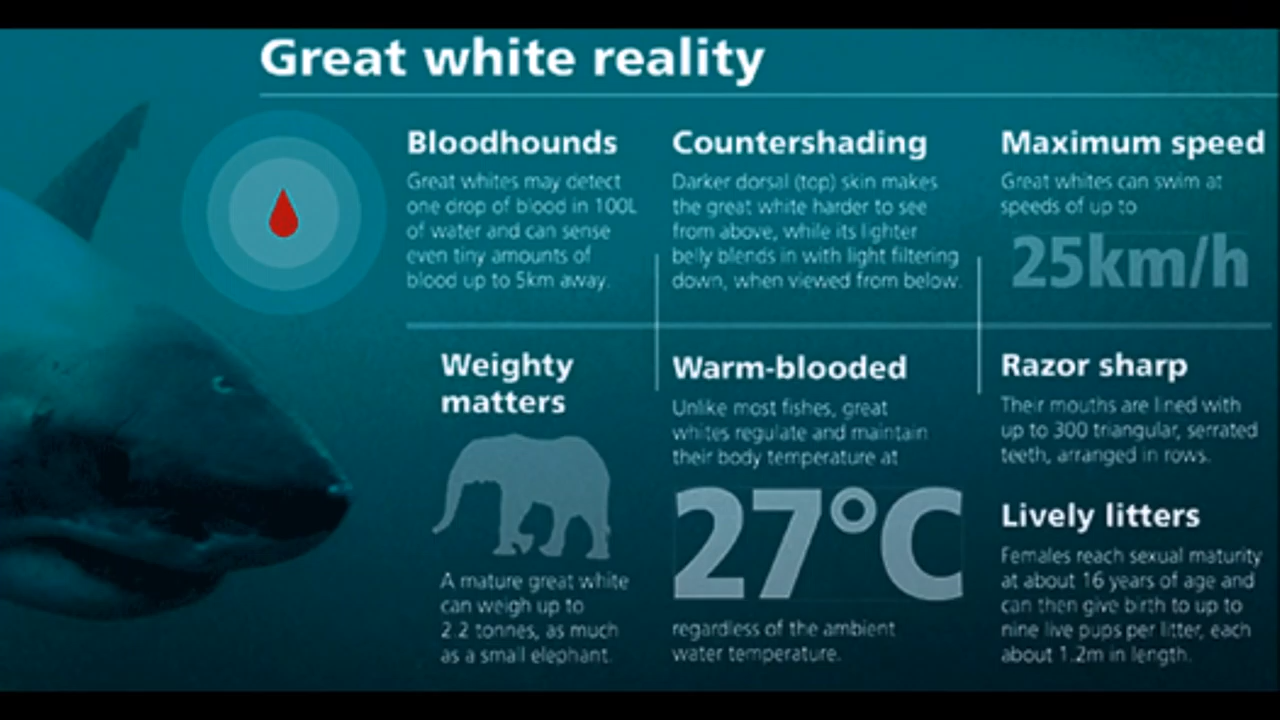 Great white reality
Bloodhounds
Great whites may detect
one drop of blood in 100L
of water and can sense
even tiny amounts of
blood up to 5km away.
Countershading
Darker dorsal (top) skin makes
the great white harder to see
from above, while its lighter
belly blends in with light filtering
down, when viewed from below.
Maximum speed
Great whites can swim at
speeds of up to
25km/h
Weighty
matters
A mature great white
can weigh up to
2.2 tonnes, as much
as a small elephant.
Warm-blooded
Unlike most fishes, great
whites regulate and maintain
their body temperature at
27°C
regardless of the ambient
water temperature.
Razor sharp
Their mouths are lined with
up to 300 triangular, serrated
teeth, arranged in rows.
Lively litters
Females reach sexual maturity
at about 16 years of age and
can then give birth to up to
nine live pups per litter, each
about 1.2m in length.